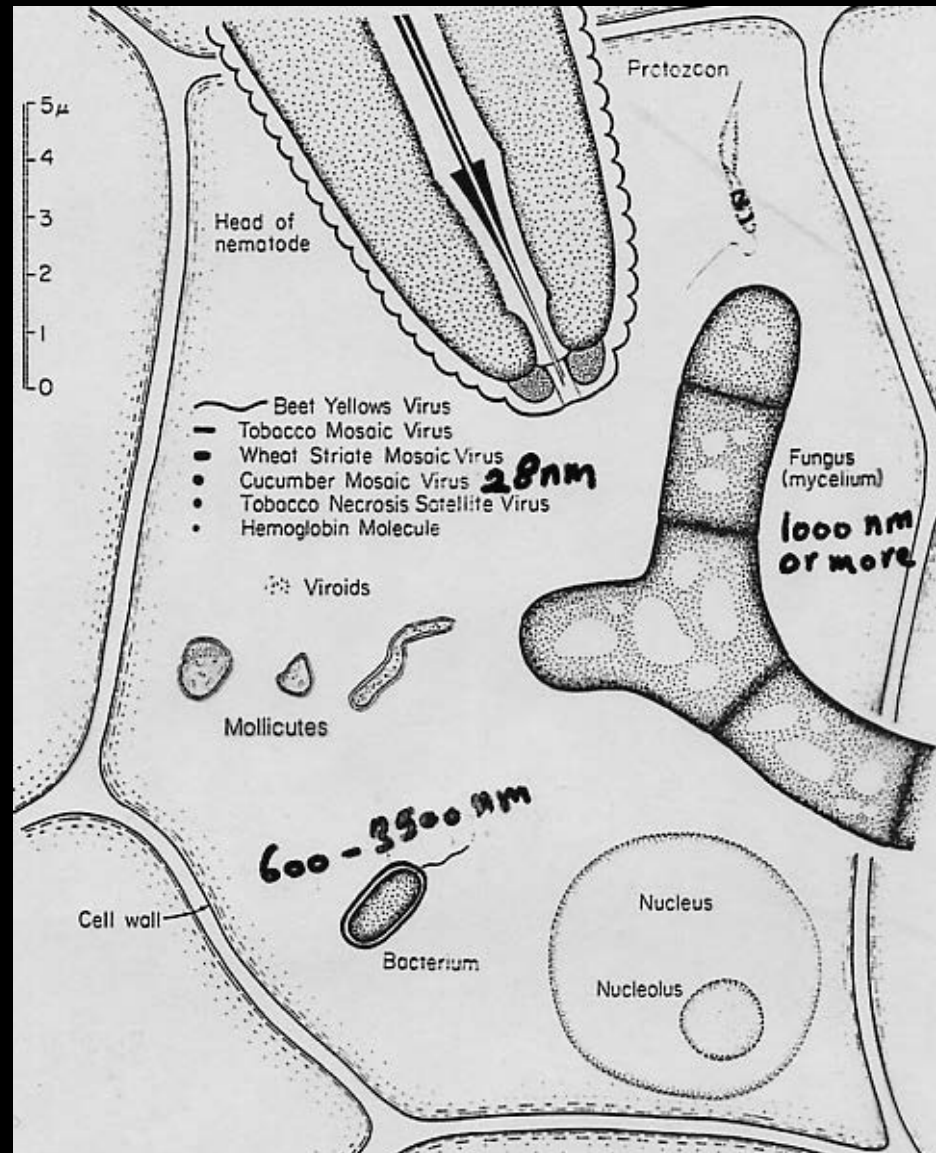 Protozoon
5μ
4
3
2
1
0
Head of
nematode
Beet Yellows Virus
Tobacco Mosaic Virus
Wheat Striate Mosaic Virus
Cucumber Mosaic Virus 28nm
Tobacco Necrosis Satellite Virus
Hemoglobin Molecule
Fungus
(mycelium)
1000 nm
or more
Viroids
Mollicutes
600-3500 nm
Cell wall
Bacterium
Nucleus
Nucleolus